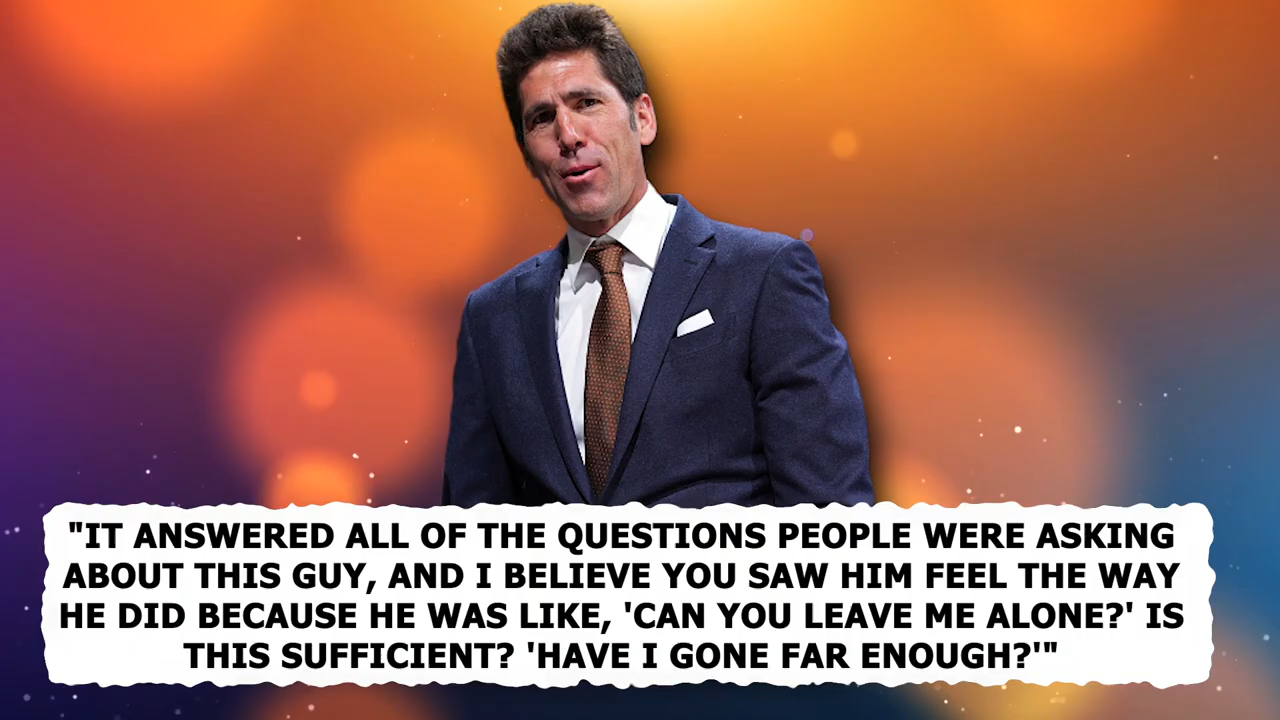 "IT ANSWERED ALL OF THE QUESTIONS PEOPLE WERE ASKING
ABOUT THIS GUY, AND I BELIEVE YOU SAW HIM FEEL THE WAY
HE DID BECAUSE HE WAS LIKE, 'CAN YOU LEAVE ME ALONE?' IS
THIS SUFFICIENT? 'HAVE I GONE FAR ENOUGH?'"